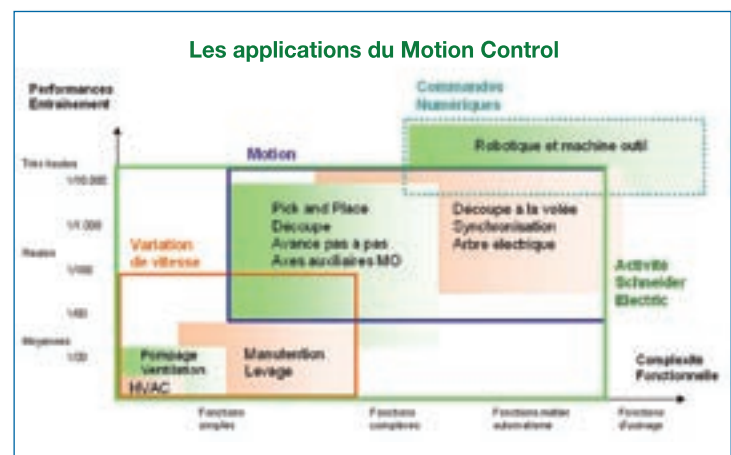 Les applications du Motion Control
Performances
Entraînement
Commandes
Numériques
Robotique et machine outil
Motion
Très hautes
1/10.000
Pick and Place
Découpe
Avance pas à pas
Axes auxiliaires MO
Découpe à la volée
Synchronisation
Arbre électrique
1/1.000
Variation
de vitesse
Hautes
1/100
Activité
Schneider
Electric
Moyennes
1/20
Pompage
Ventilation
HVAC
Manutention
Levage
Complexité
Fonctionnelle
Fonctions
simples
Fonctions
complexes
Fonctions métier
automatisme
Fonctions
d'usinage